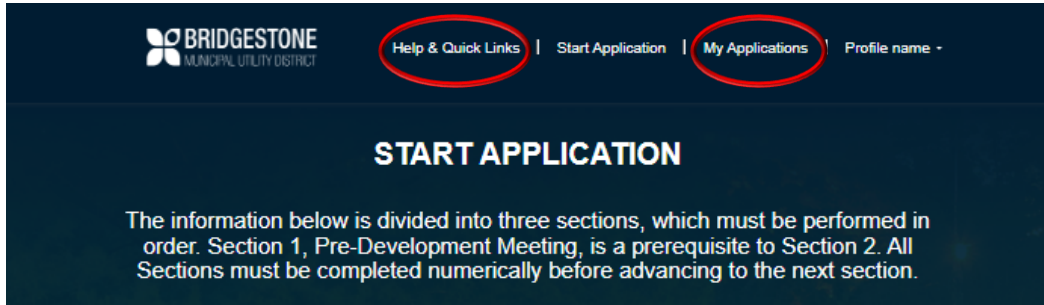 BRIDGESTONE
MUNICIPAL UTILITY DISTRICT
Help & Quick Links | Start Application | My Applications | Profile name
START APPLICATION
The information below is divided into three sections, which must be performed in
order. Section 1, Pre-Development Meeting, is a prerequisite to Section 2. All
Sections must be completed numerically before advancing to the next section.